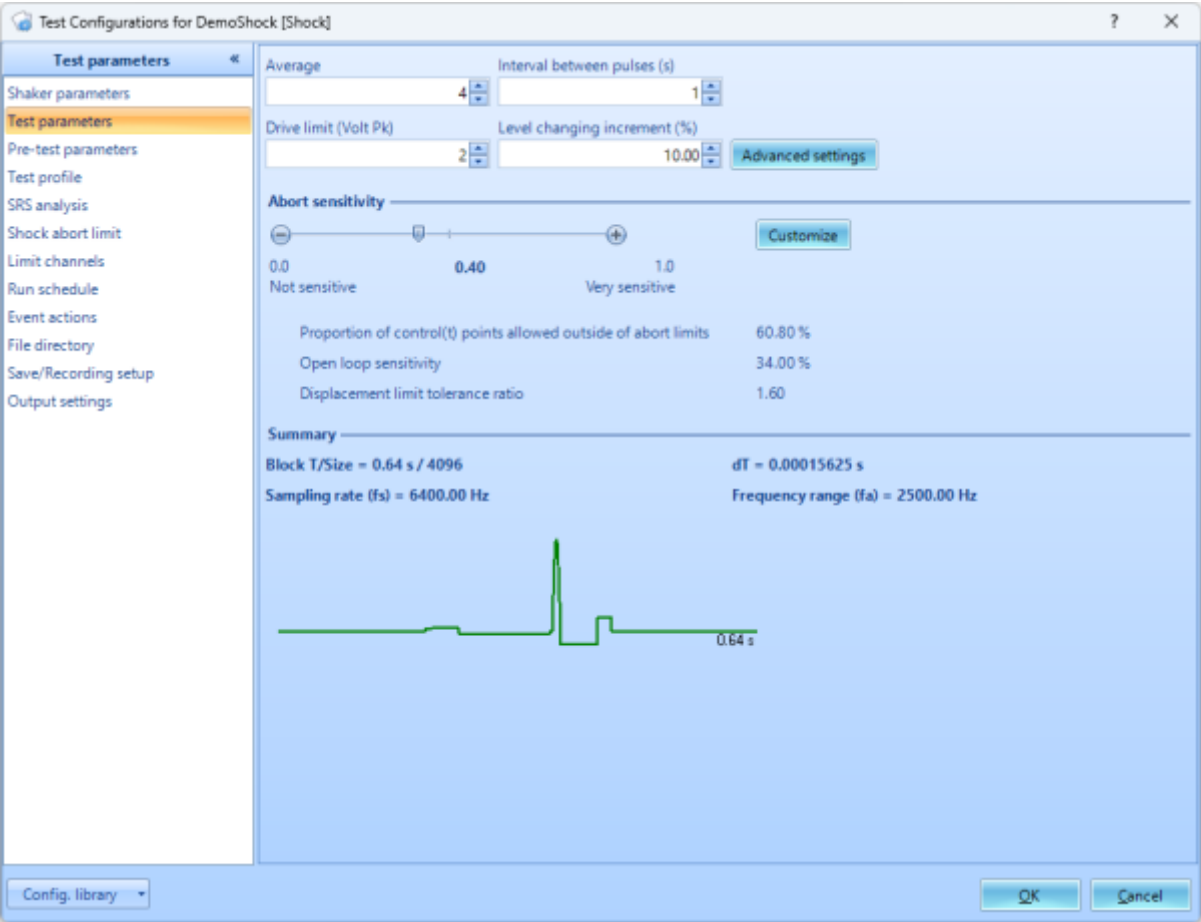 Test Configurations for DemoShock [Shock]
?
Test parameters
«
Shaker parameters
Test parameters
Pre-test parameters
Test profile
SRS analysis
Shock abort limit
Limit channels
Run schedule
Event actions
File directory
Save/Recording setup
Output settings
Average
Interval between pulses (s)
4
1
Drive limit (Volt Pk)
Level changing increment (%)
2
10.00
Advanced settings
Abort sensitivity
Customize
0.0
0.40
1.0
Not sensitive
Very sensitive
Proportion of control(t) points allowed outside of abort limits
60.80 %
Open loop sensitivity
34.00 %
Displacement limit tolerance ratio
1.60
Summary
Block T/Size = 0.64 s / 4096
dT = 0.00015625 s
Sampling rate (fs) = 6400.00 Hz
Frequency range (fa) = 2500.00 Hz
0.64 s
Config. library
OK
Cancel